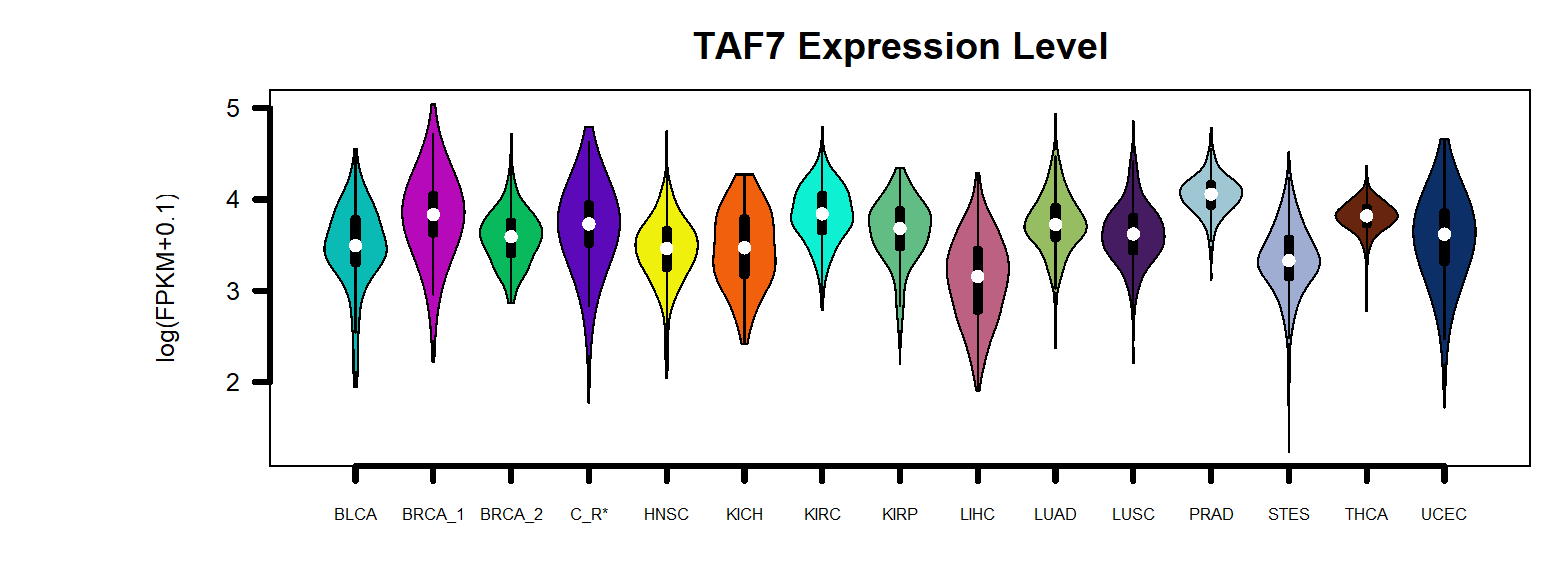 TAF7 Expression Level
log(FPKM+0.1)
5
4
3
2
BLCA BRCA_1 BRCA_2 C_R* HNSC KICH KIRC KIRP LIHC LUAD LUSC PRAD STES THCA UCEC